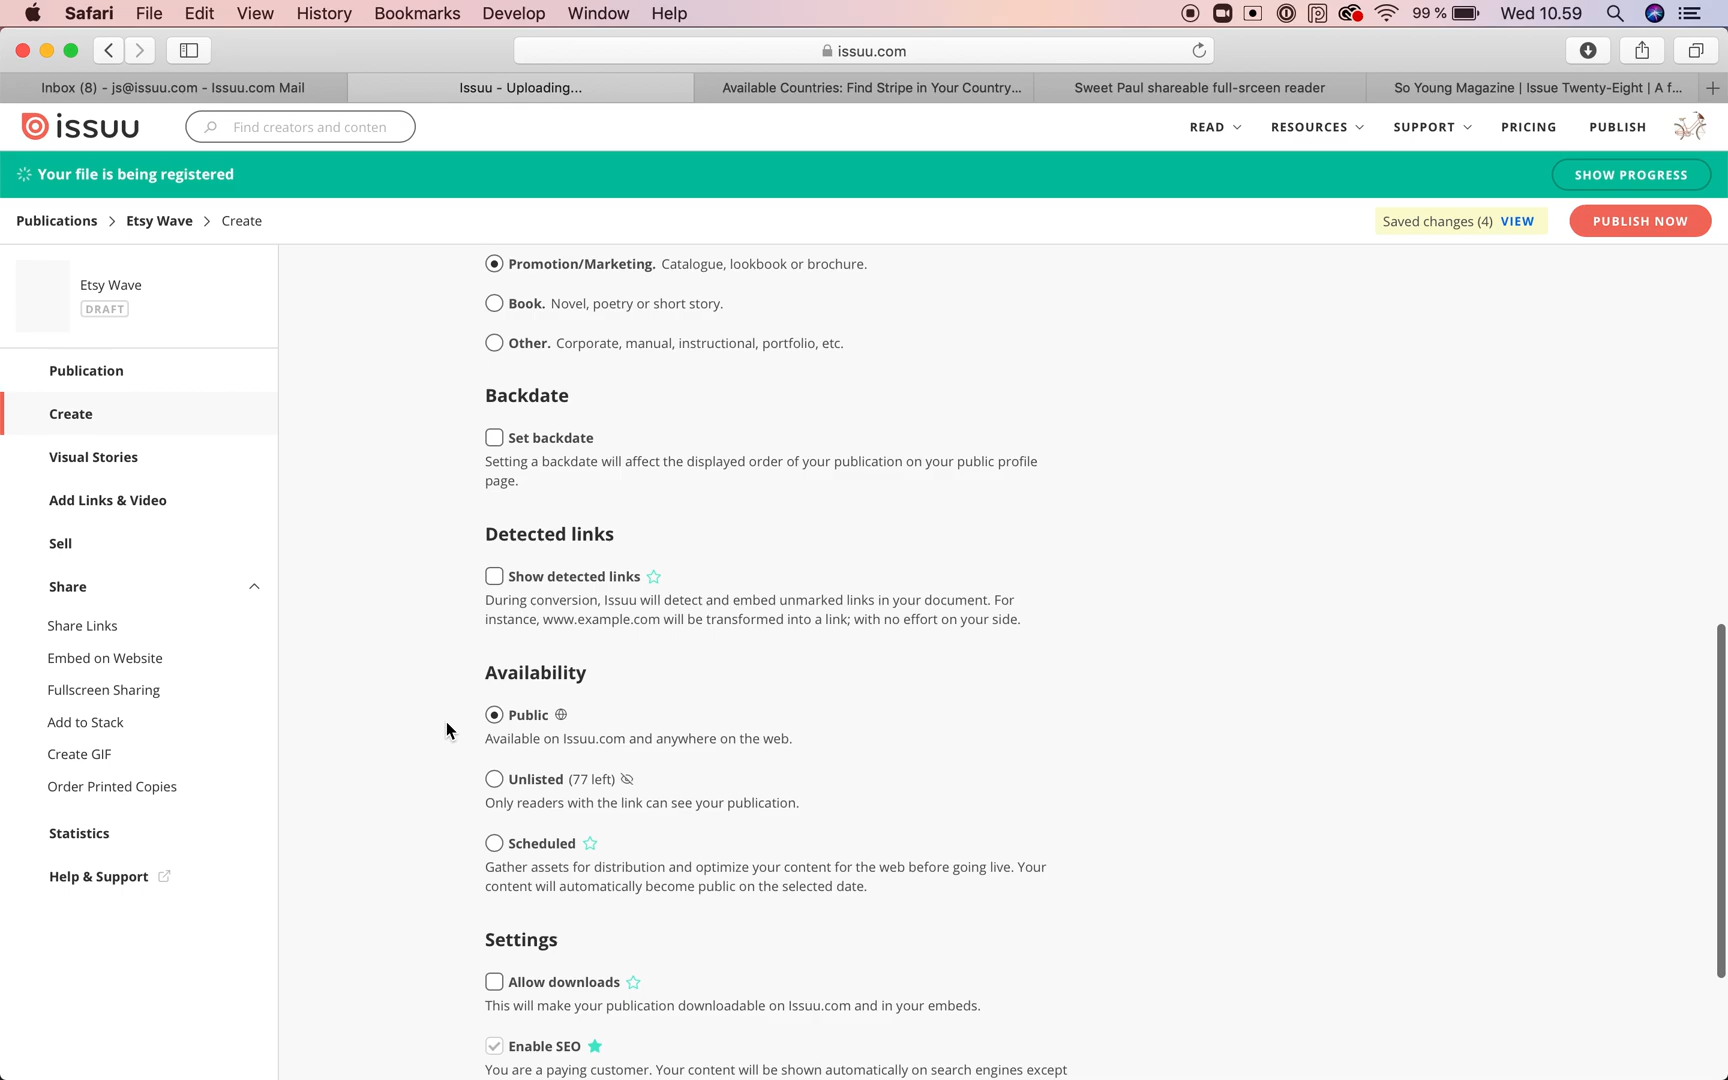 Safari File Edit View History Bookmarks Develop Window Help 99 % Wed 10.59
issuu.com
Inbox (8) - js@issuu.com - Issuu.com Mail
Issuu - Uploading...
Available Countries: Find Stripe in Your Country...
Sweet Paul shareable full-srceen reader
So Young Magazine | Issue Twenty-Eight | A f...
issuu Find creators and conten READ RESOURCES SUPPORT PRICING PUBLISH
Your file is being registered SHOW PROGRESS
Publications > Etsy Wave > Create Saved changes (4) VIEW PUBLISH NOW
Etsy Wave
DRAFT
Publication
Create
Visual Stories
Add Links & Video
Sell
Share
Share Links
Embed on Website
Fullscreen Sharing
Add to Stack
Create GIF
Order Printed Copies
Statistics
Help & Support
Promotion/Marketing. Catalogue, lookbook or brochure.
Book. Novel, poetry or short story.
Other. Corporate, manual, instructional, portfolio, etc.
Backdate
Set backdate
Setting a backdate will affect the displayed order of your publication on your public profile
page.
Detected links
Show detected links
During conversion, Issuu will detect and embed unmarked links in your document. For
instance, www.example.com will be transformed into a link; with no effort on your side.
Availability
Public
Available on Issuu.com and anywhere on the web.
Unlisted (77 left)
Only readers with the link can see your publication.
Scheduled
Gather assets for distribution and optimize your content for the web before going live. Your
content will automatically become public on the selected date.
Settings
Allow downloads
This will make your publication downloadable on Issuu.com and in your embeds.
Enable SEO
You are a paying customer. Your content will be shown automatically on search engines except